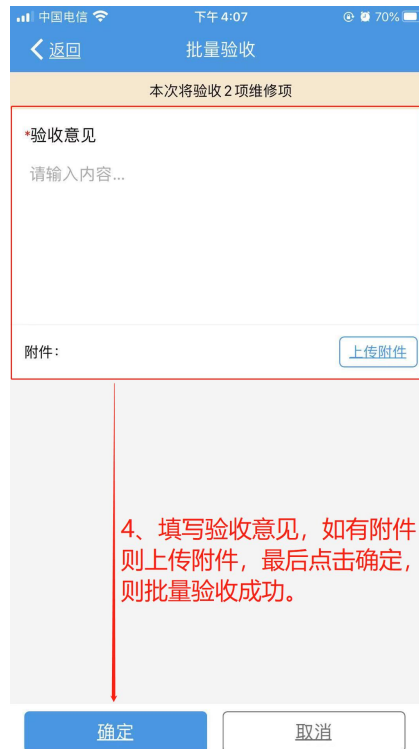 中国电信 下午4:07 70%
返回 批量验收
本次将验收2项维修项
*验收意见
请输入内容...
附件： 上传附件
4、填写验收意见，如有附件
则上传附件，最后点击确定，
则批量验收成功。
确定 取消